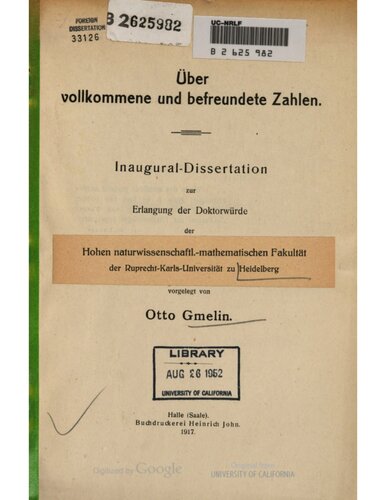 FOREIGN
DISSERTATION
33126
B 2625982
UC-NRLF
B 2 625 982
Über
vollkommene und befreundete Zahlen.
Inaugural-Dissertation
zur
Erlangung der Doktorwürde
der
Hohen naturwissenschaftl.-mathematischen Fakultät
der Ruprecht-Karls-Universität zu Heidelberg
vorgelegt von
Otto Gmelin.
LIBRARY
AUG 26 1952
UNIVERSITY OF CALIFORNIA
Halle (Saale).
Buchdruckerei Heinrich John.
1917.
Digitized by Google
Original from
UNIVERSITY OF CALIFORNIA